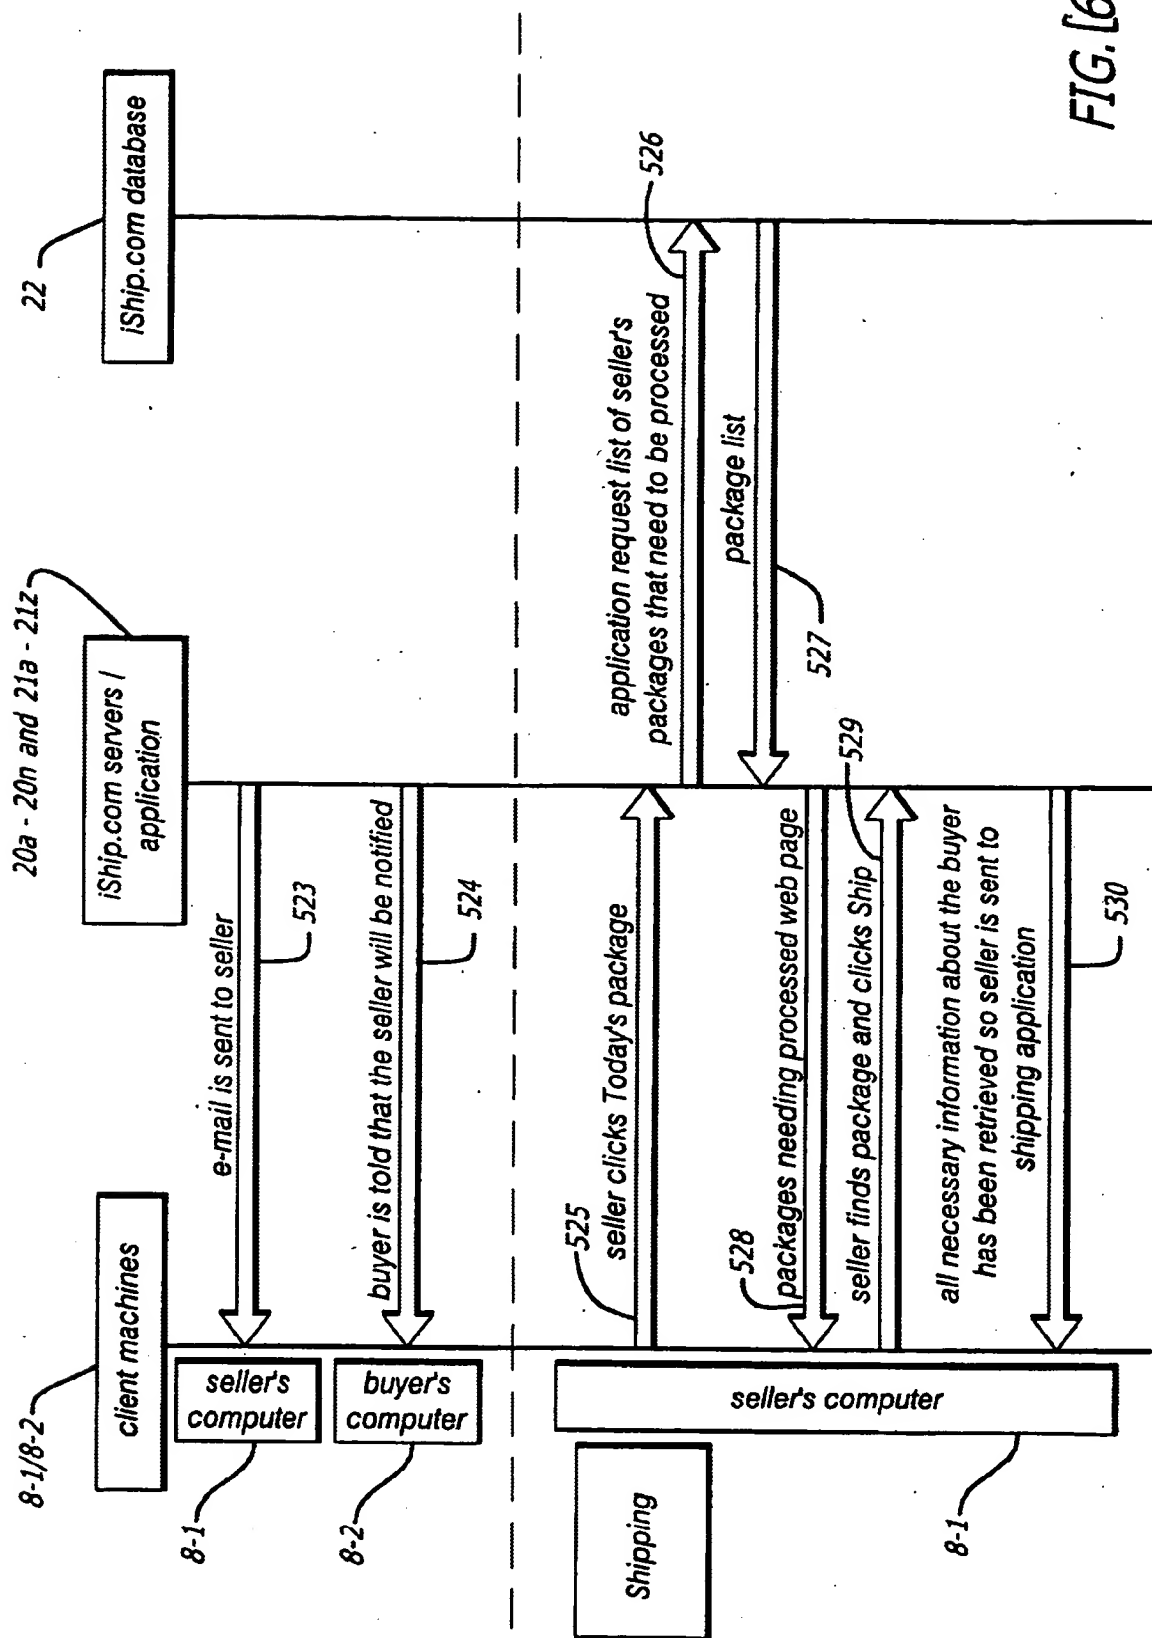 8-1/8-2
client machines
20a - 20n and 21a - 21z
iShip.com servers /
application
22
iShip.com database
seller's
computer
8-1
e-mail is sent to seller
523
buyer's
computer
8-2
buyer is told that the seller will be notified
524
Shipping
seller's computer
8-1
525
seller clicks Today's package
application request list of seller's
packages that need to be processed
526
package list
527
528
packages needing processed web page
seller finds package and clicks Ship
529
all necessary information about the buyer
has been retrieved so seller is sent to
shipping application
530
FIG. [6